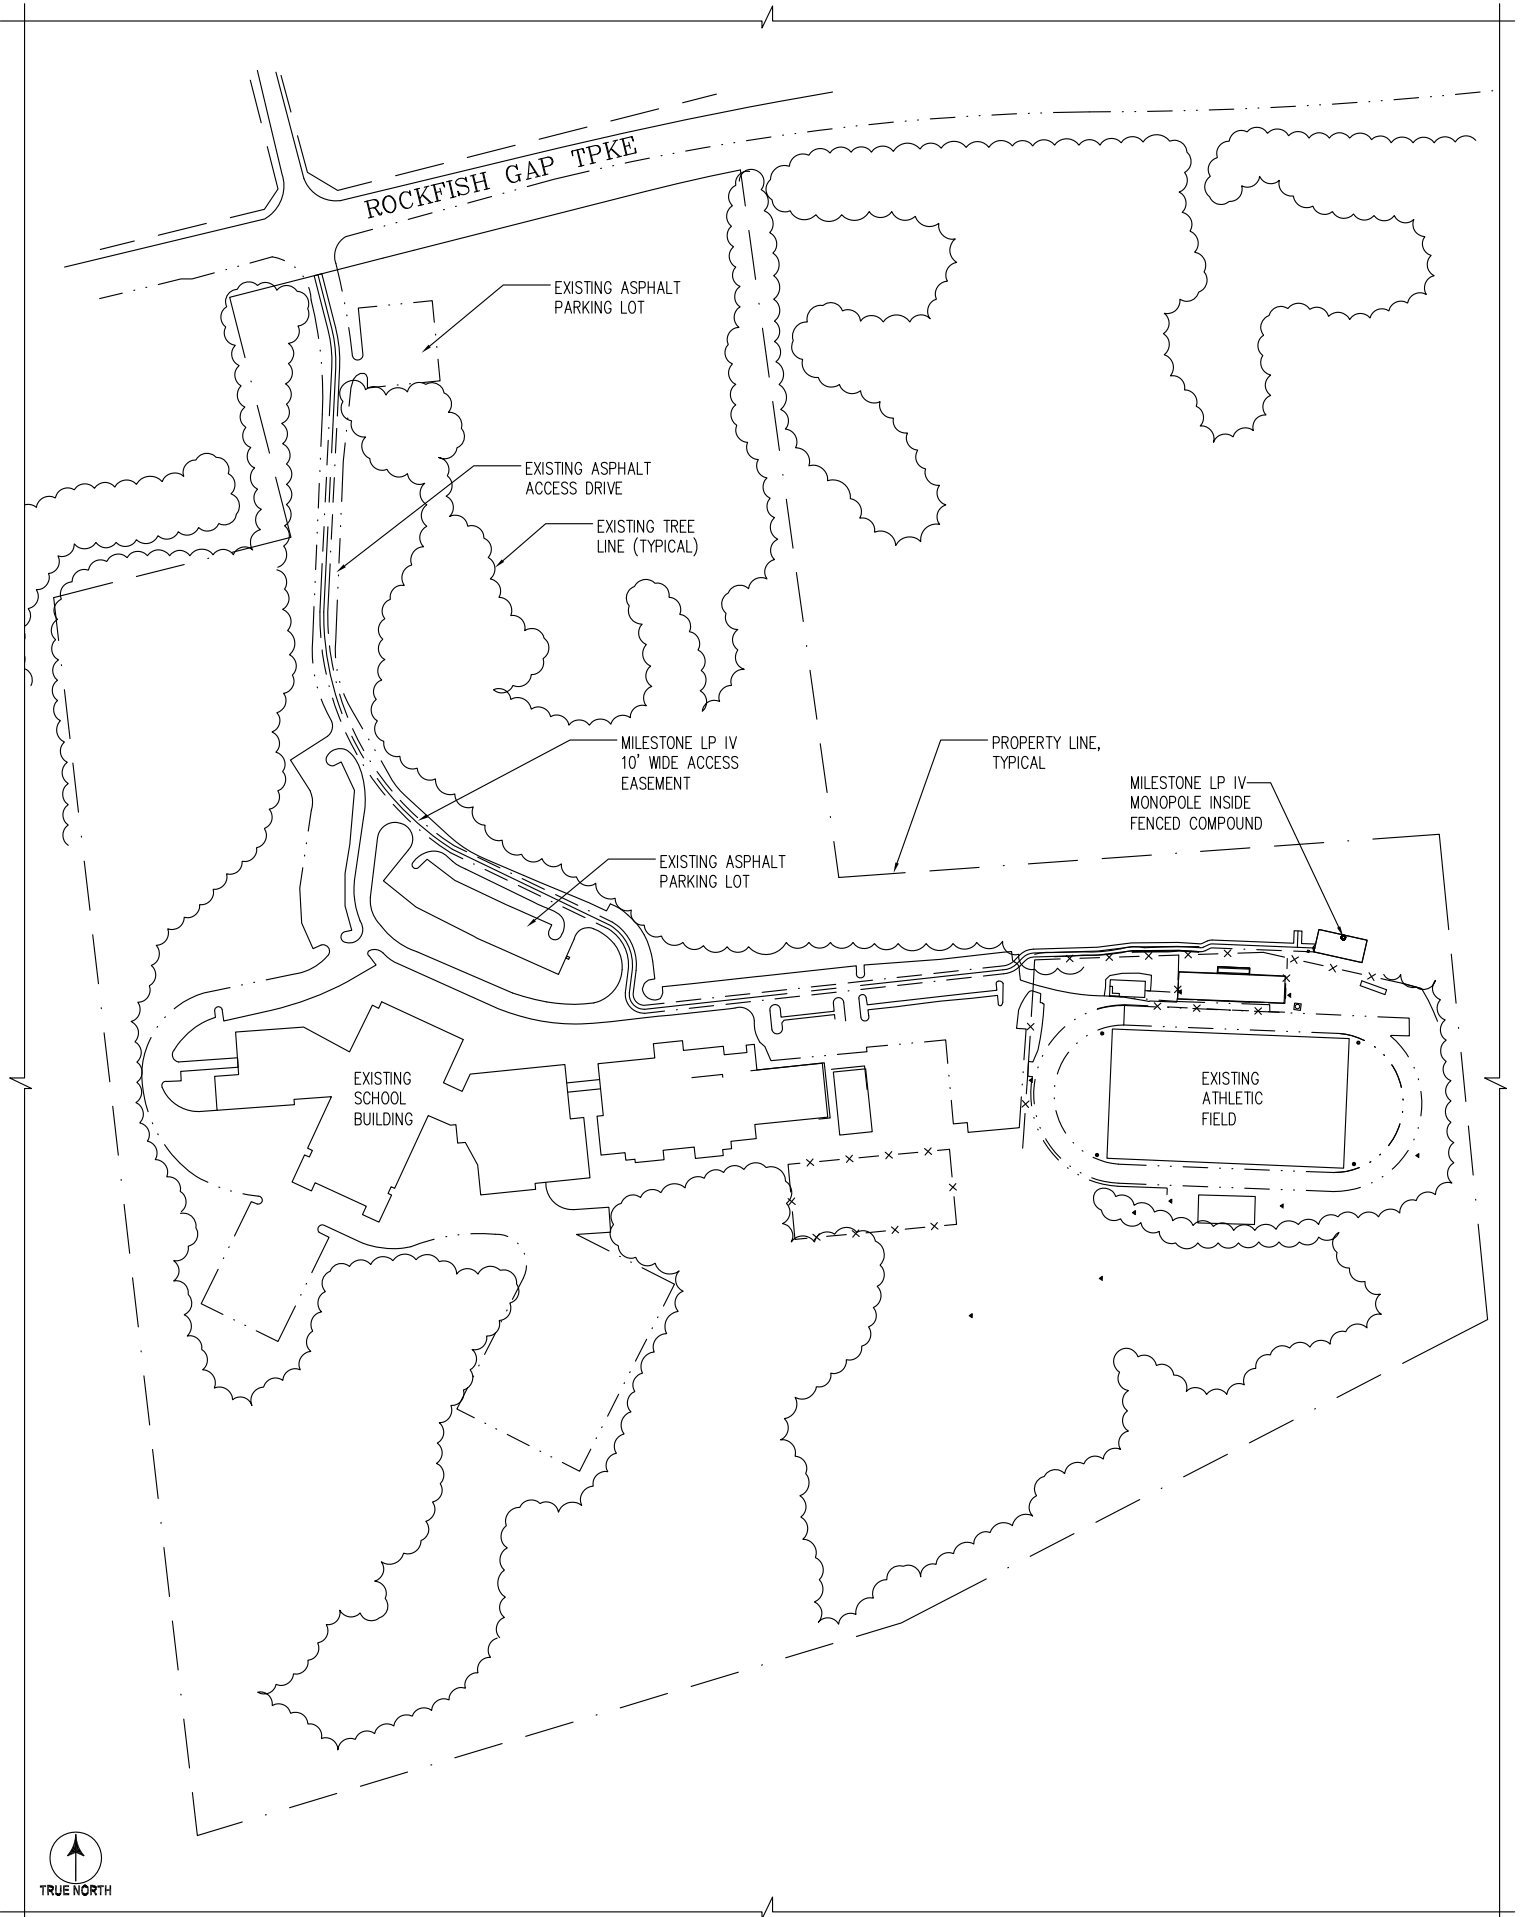 ROCKFISH GAP TPKE
EXISTING ASPHALT
PARKING LOT
EXISTING ASPHALT
ACCESS DRIVE
EXISTING TREE
LINE (TYPICAL)
MILESTONE LP IV
10' WIDE ACCESS
EASEMENT
PROPERTY LINE,
TYPICAL
MILESTONE LP IV
MONOPOLE INSIDE
FENCED COMPOUND
EXISTING ASPHALT
PARKING LOT
EXISTING
SCHOOL
BUILDING
EXISTING
ATHLETIC
FIELD
TRUE NORTH